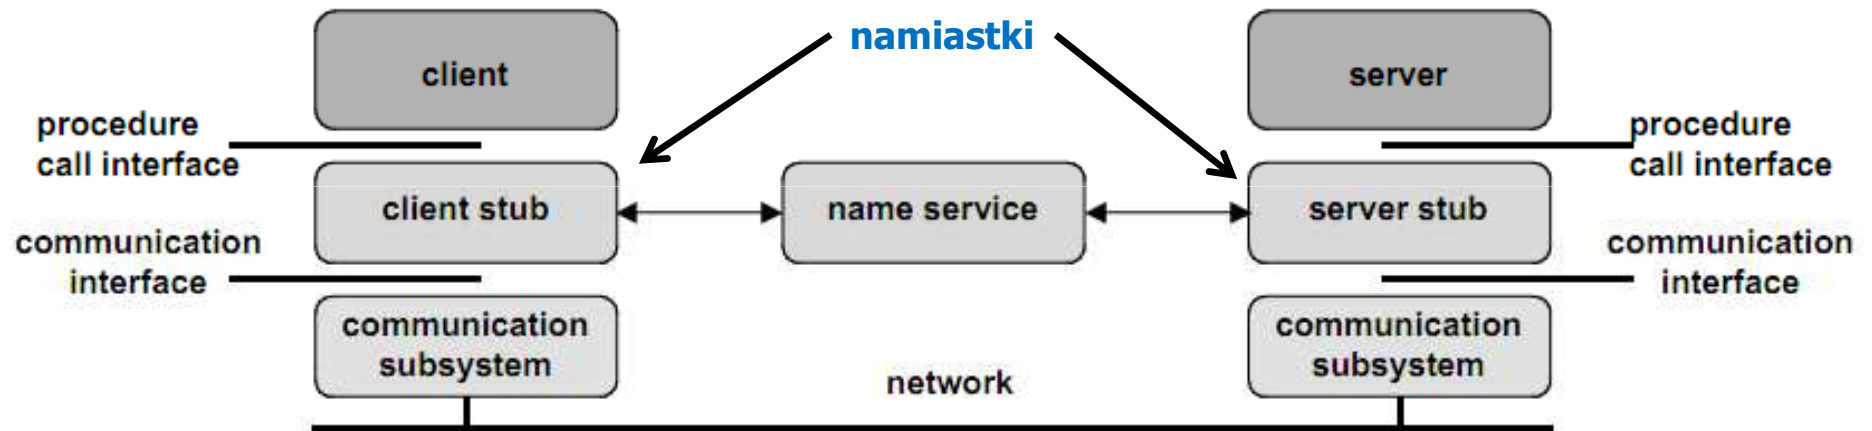 namiastki
client
server
procedure
call interface
procedure
call interface
client stub
name service
server stub
communication
interface
communication
interface
communication
subsystem
network
communication
subsystem